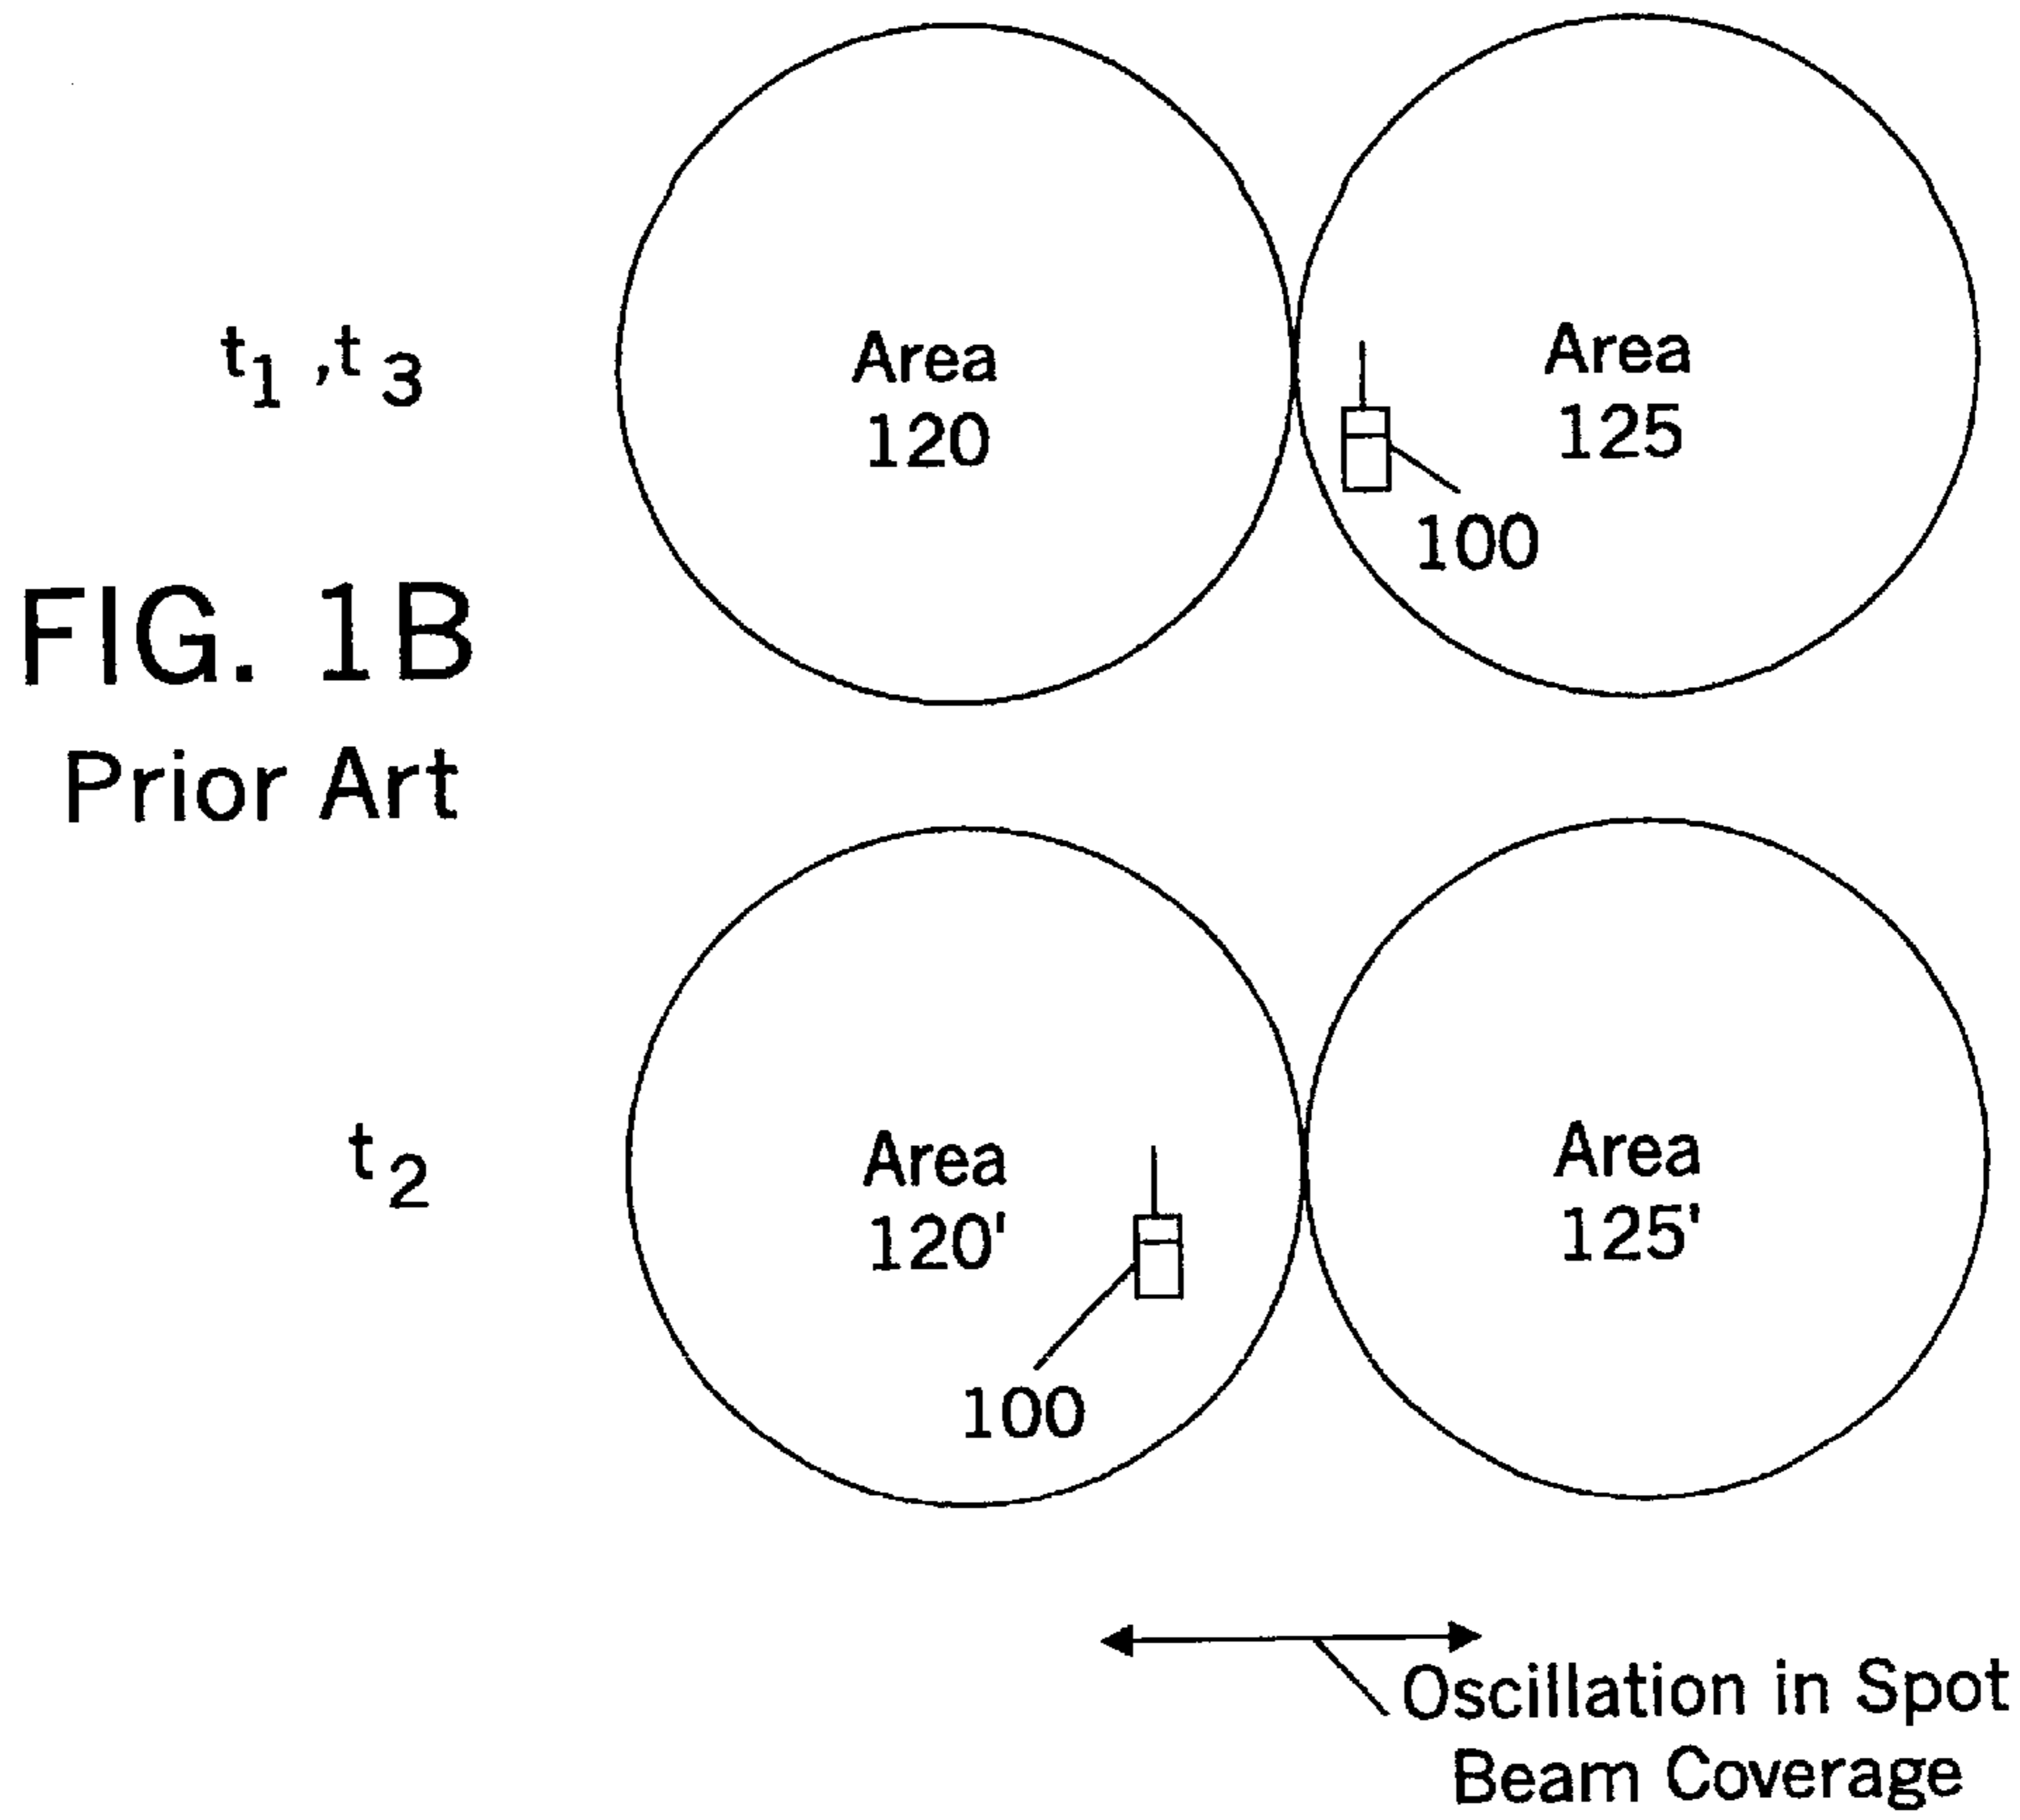 t1,t3
Area
120
Area
125
100
FIG. 1B
Prior Art
t2
Area
120'
Area
125'
100
Oscillation in Spot
Beam Coverage